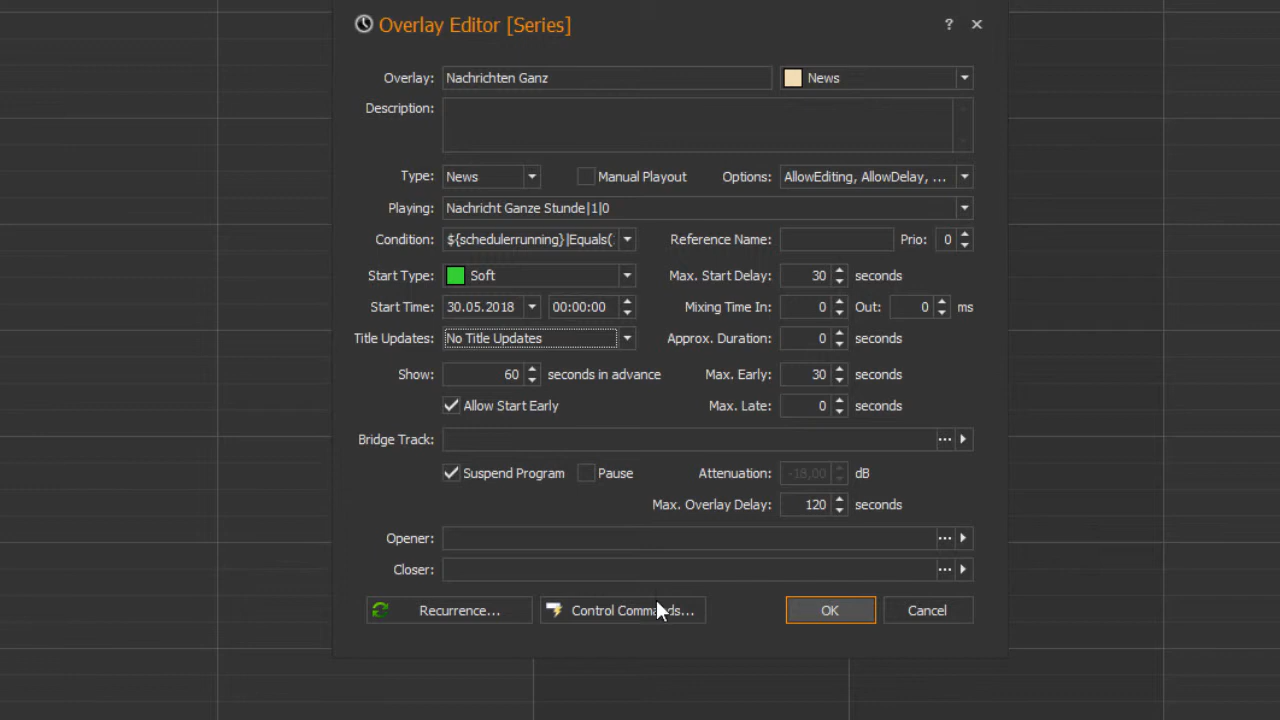 Overlay Editor [Series] ? ×
Overlay: Nachrichten Ganz News
Description:
Type: News Manual Playout Options: AllowEditing, AllowDelay, ...
Playing: Nachricht Ganze Stunde|1|0
Condition: ${schedulerrunning}|Equals( Reference Name: Prio: 0
Start Type: Soft Max. Start Delay: 30 seconds
Start Time: 30.05.2018 00:00:00 Mixing Time In: 0 Out: 0 ms
Title Updates: No Title Updates Approx. Duration: 0 seconds
Show: 60 seconds in advance Max. Early: 30 seconds
Allow Start Early Max. Late: 0 seconds
Bridge Track: ...
Suspend Program Pause Attenuation: -18,00 dB
Max. Overlay Delay: 120 seconds
Opener: ...
Closer: ...
Recurrence... Control Commands... OK Cancel